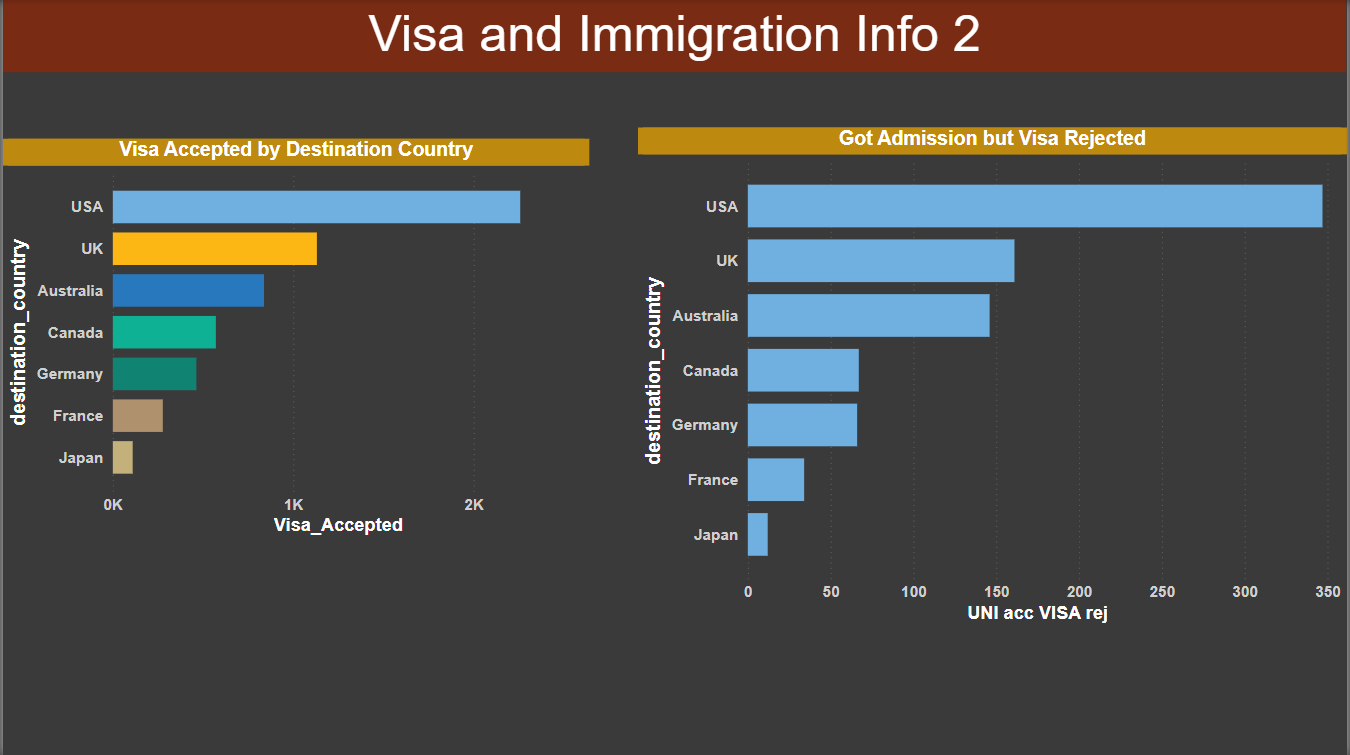 Visa and Immigration Info 2
Visa Accepted by Destination Country
destination_country
USA
UK
Australia
Canada
Germany
France
Japan
0K 1K 2K
Visa_Accepted
Got Admission but Visa Rejected
destination_country
USA
UK
Australia
Canada
Germany
France
Japan
0 50 100 150 200 250 300 350
UNI acc VISA rej